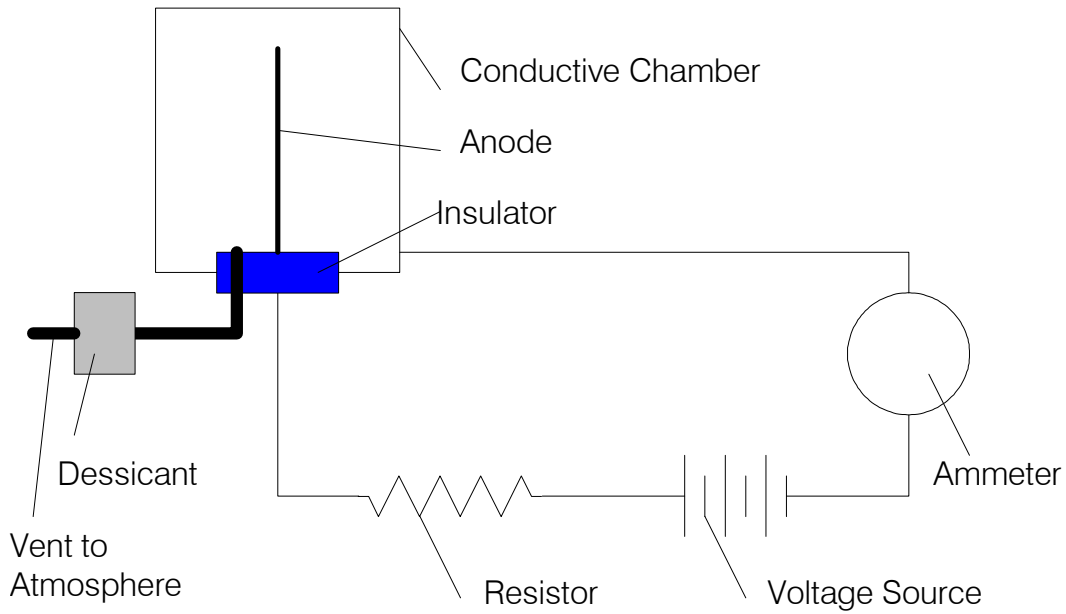 Conductive Chamber
Anode
Insulator
Dessicant
Ammeter
Vent to
Atmosphere
Resistor
Voltage Source